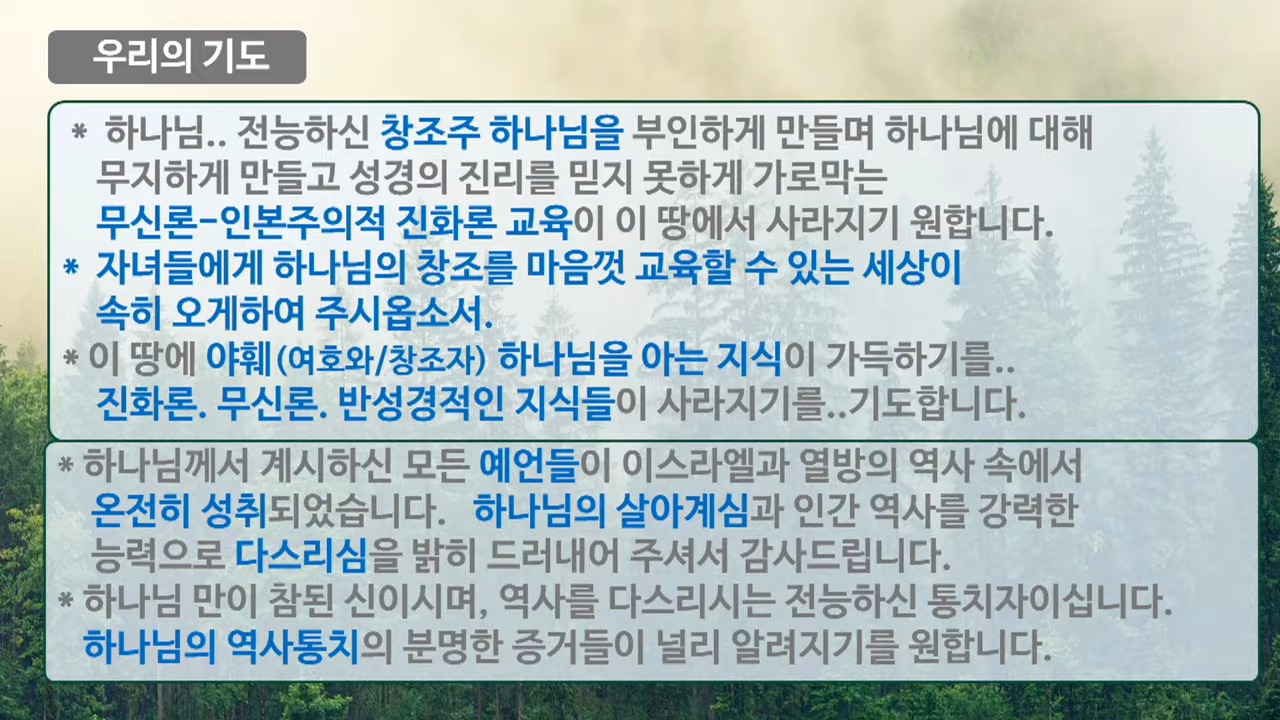 우리의 기도
* 하나님.. 전능하신 창조주 하나님을 부인하게 만들며 하나님에 대해
무지하게 만들고 성경의 진리를 믿지 못하게 가로막는
무신론-인본주의적 진화론 교육이 이 땅에서 사라지기 원합니다.
* 자녀들에게 하나님의 창조를 마음껏 교육할 수 있는 세상이
속히 오게하여 주시옵소서.
* 이 땅에 야훼(여호와/창조자) 하나님을 아는 지식이 가득하기를..
진화론. 무신론. 반성경적인 지식들이 사라지기를..기도합니다.
* 하나님께서 계시하신 모든 예언들이 이스라엘과 열방의 역사 속에서
온전히 성취되었습니다. 하나님의 살아계심과 인간 역사를 강력한
능력으로 다스리심을 밝히 드러내어 주셔서 감사드립니다.
* 하나님 만이 참된 신이시며, 역사를 다스리시는 전능하신 통치자이십니다.
하나님의 역사통치의 분명한 증거들이 널리 알려지기를 원합니다.